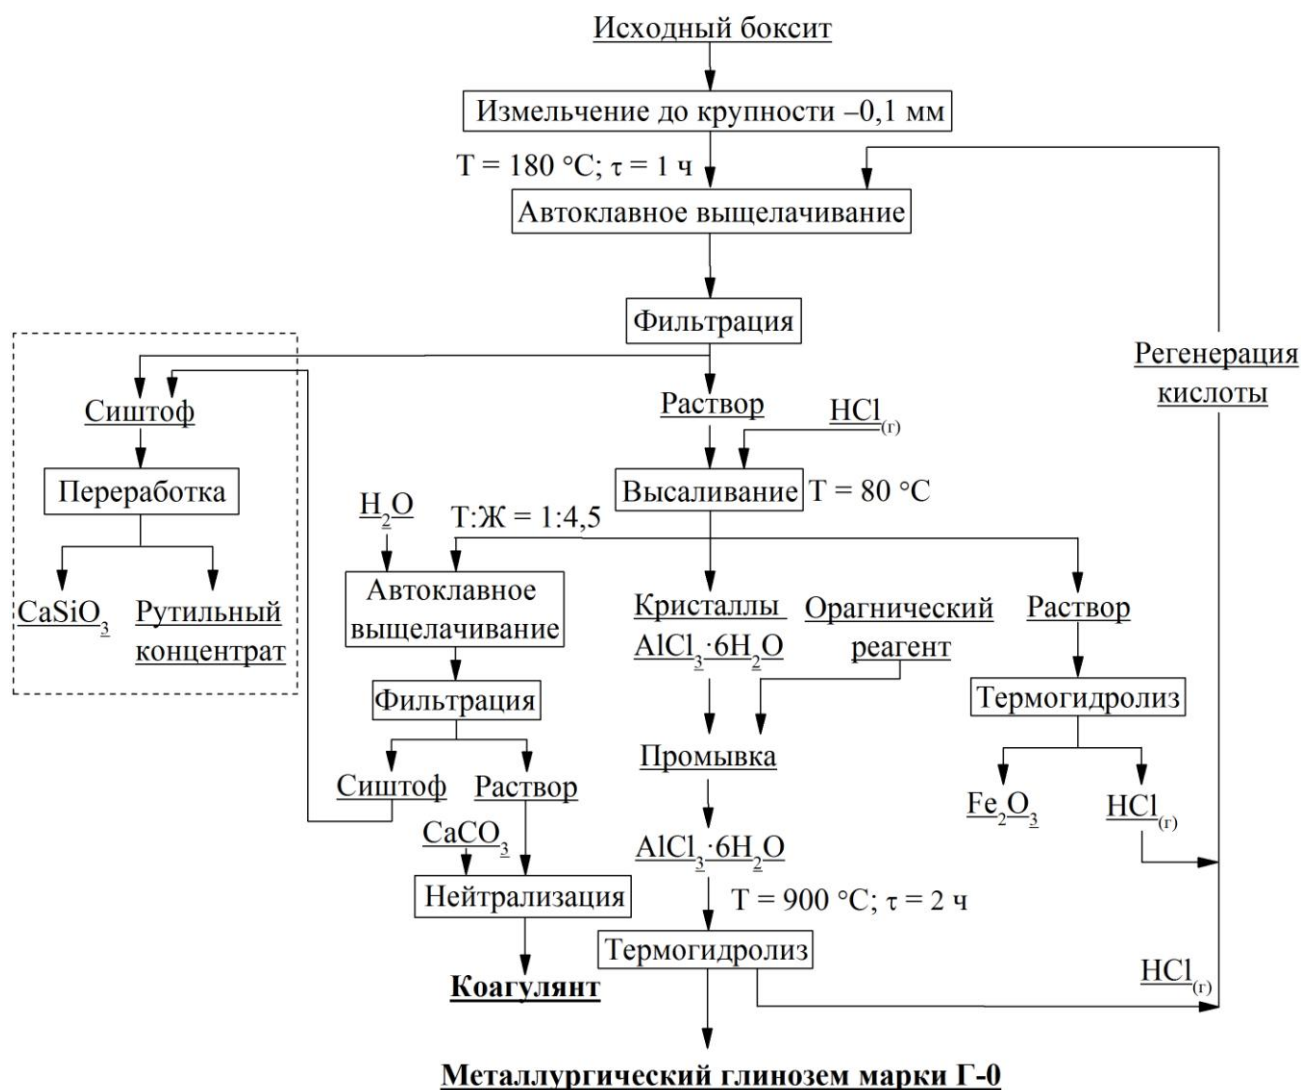 Исходный боксит
Измельчение до крупности –0,1 мм
T = 180 °C; τ = 1 ч
Автоклавное выщелачивание
Фильтрация
Регенерация
кислоты
Сиштоф
Раствор
HCl(г)
Переработка
Высаливание
T = 80 °C
H2O
Т:Ж = 1:4,5
CaSiO3
Рутильный
концентрат
Автоклавное
выщелачивание
Кристаллы
AlCl3·6H2O
Орагнический
реагент
Раствор
Фильтрация
Термогидролиз
Сиштоф
Раствор
Промывка
Fe2O3
HCl(г)
CaCO3
AlCl3·6H2O
Нейтрализация
T = 900 °C; τ = 2 ч
Термогидролиз
Коагулянт
HCl(г)
Металлургический глинозем марки Г-0